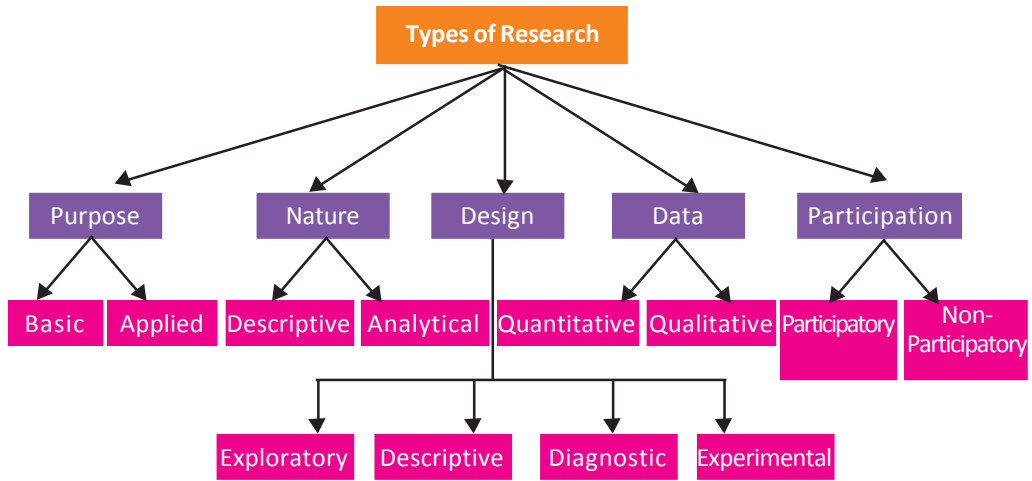 Types of Research
Purpose
Nature
Design
Data
Participation
Basic
Applied
Descriptive
Analytical
Quantitative
Qualitative
Participatory
Non-
Participatory
Exploratory
Descriptive
Diagnostic
Experimental